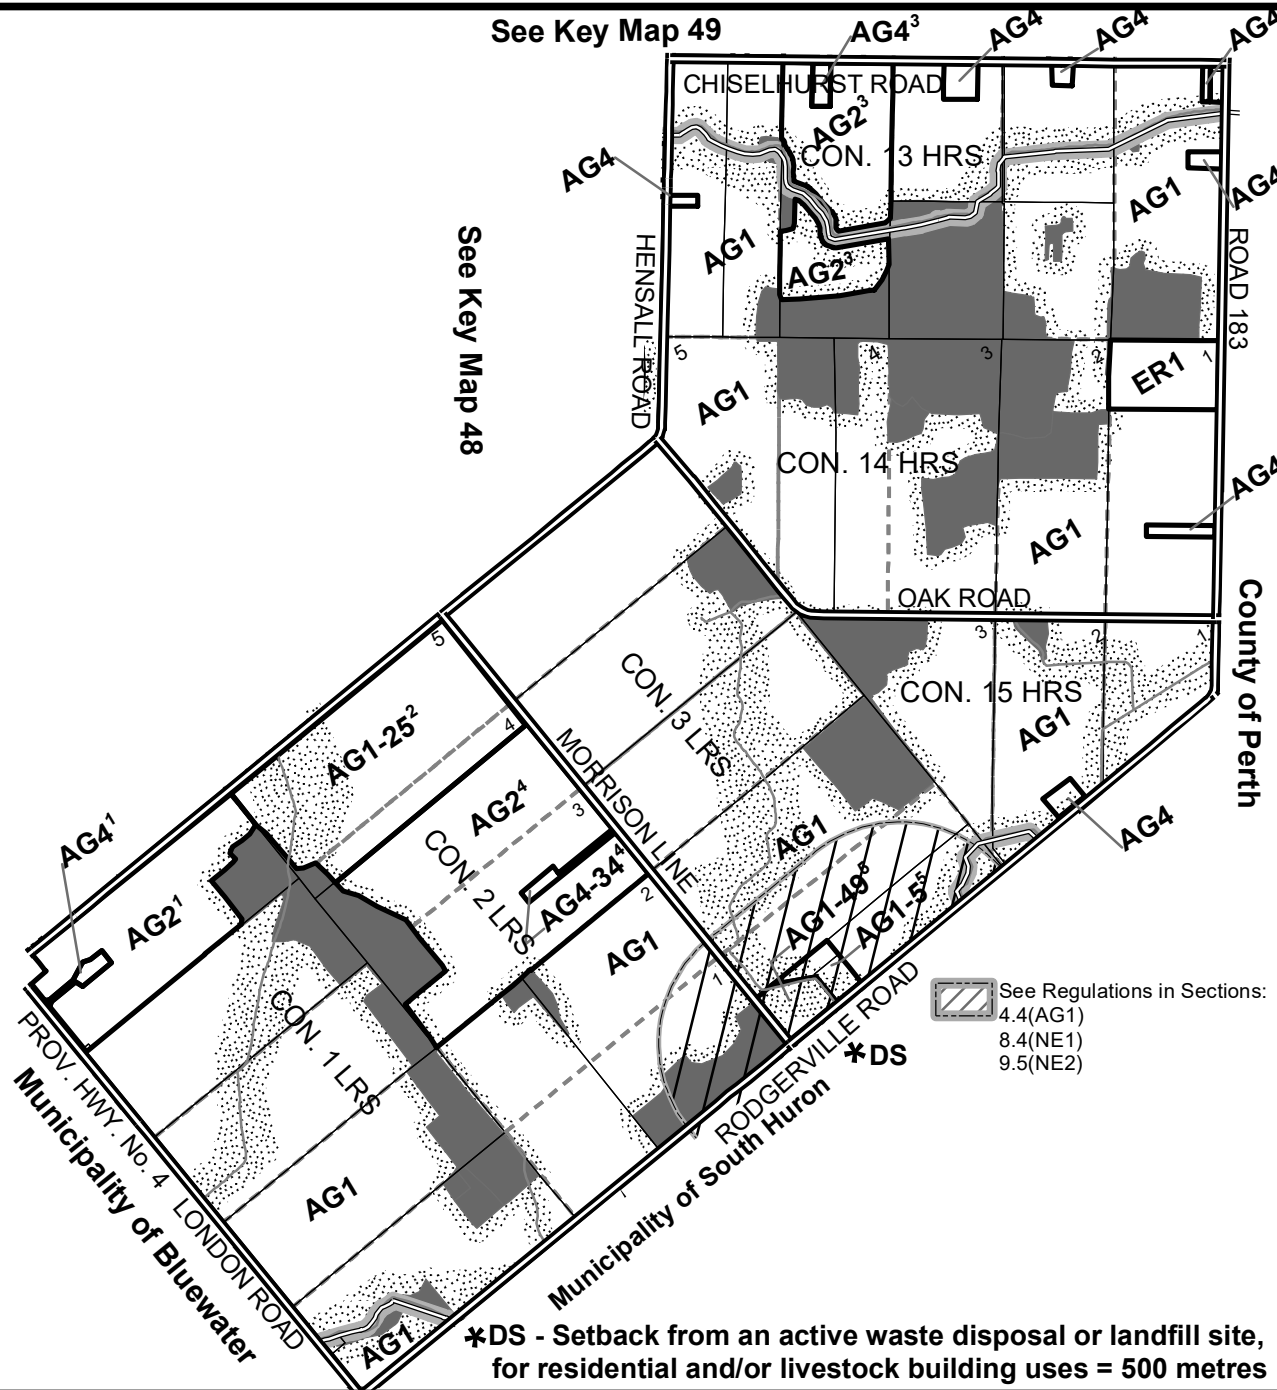 See Key Map 49
AG4³
AG4
AG4
AG4
CHISELHURST ROAD
AG2³
CON. 13 HRS
AG4
AG1
AG4
AG1
AG2³
See Key Map 48
HENSALL ROAD
ROAD 183
5
4
3
2
1
ER1
AG1
CON. 14 HRS
AG4
AG1
OAK ROAD
County of Perth
5
3
2
1
CON. 3 LRS
CON. 15 HRS
AG1
AG1-25²
4
MORRISON LINE
AG2⁴
3
AG4¹
CON. 2 LRS
AG4-34⁴
AG1
AG4
2
AG1-49⁵
AG1-5⁵
AG2¹
AG1
1
See Regulations in Sections:
4.4(AG1)
8.4(NE1)
9.5(NE2)
CON. 1 LRS
RODGERVILLE ROAD
*DS
PROV. HWY. No. 4
LONDON ROAD
Municipality of Bluewater
Municipality of South Huron
AG1
AG1
*DS - Setback from an active waste disposal or landfill site,
for residential and/or livestock building uses = 500 metres